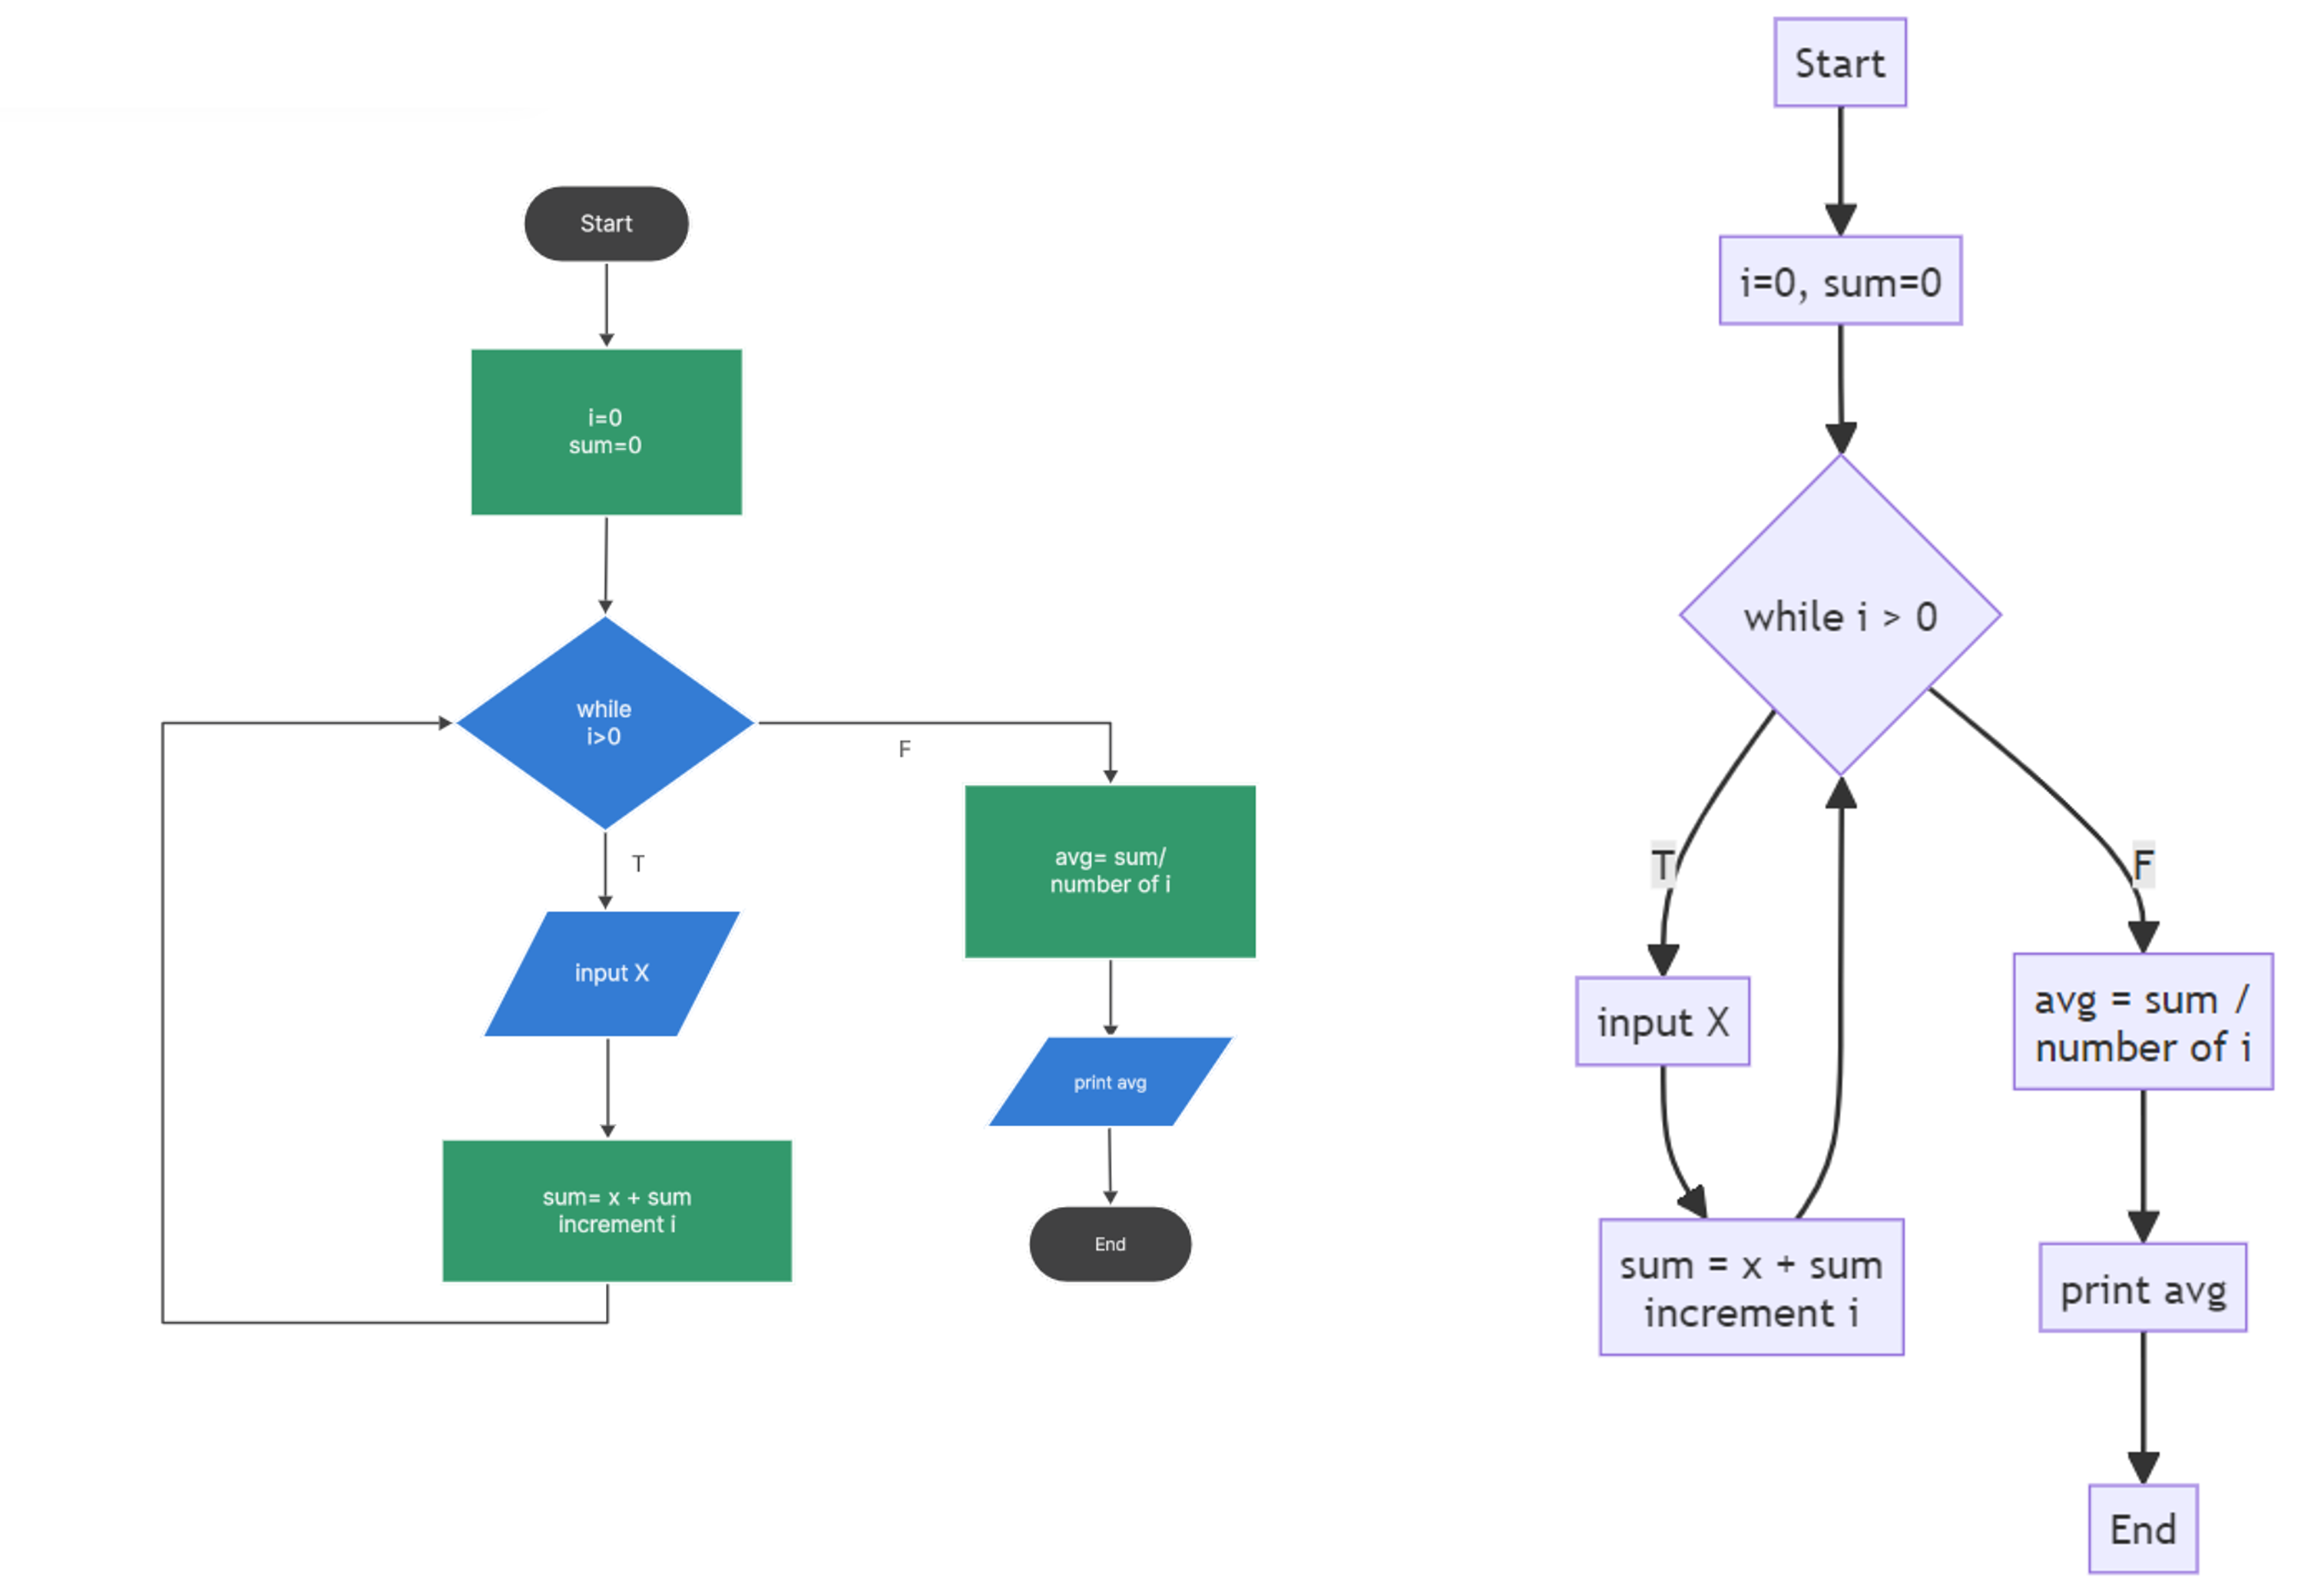 Start
i=0
sum=0
while
i>0
F
T
input X
sum= x + sum
increment i
avg= sum/
number of i
print avg
End
Start
i=0, sum=0
while i > 0
T
F
input X
sum = x + sum
increment i
avg = sum /
number of i
print avg
End